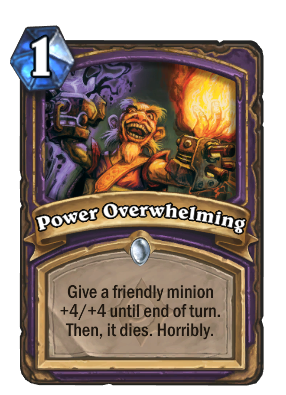 1
Power Overwhelming
Give a friendly minion
+4/+4 until end of turn.
Then, it dies. Horribly.